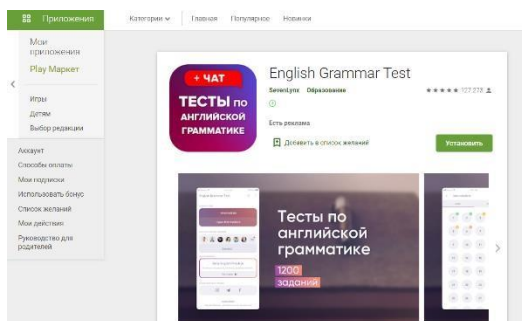 Приложения
Категории
Главная
Популярное
Новинки
Мои
приложения
Play Маркет
Игры
Детям
Выбор редакции
Аккаунт
Способы оплаты
Мои подписки
Использовать бонус
Список желаний
Мои действия
Руководство для
родителей
+ ЧАТ
ТЕСТЫ ПО
АНГЛИЙСКОЙ
ГРАММАТИКЕ
English Grammar Test
SevenLynx Образование
Есть реклама
Добавить в список желаний
Установить
Тесты по
английской
грамматике
1200
заданий